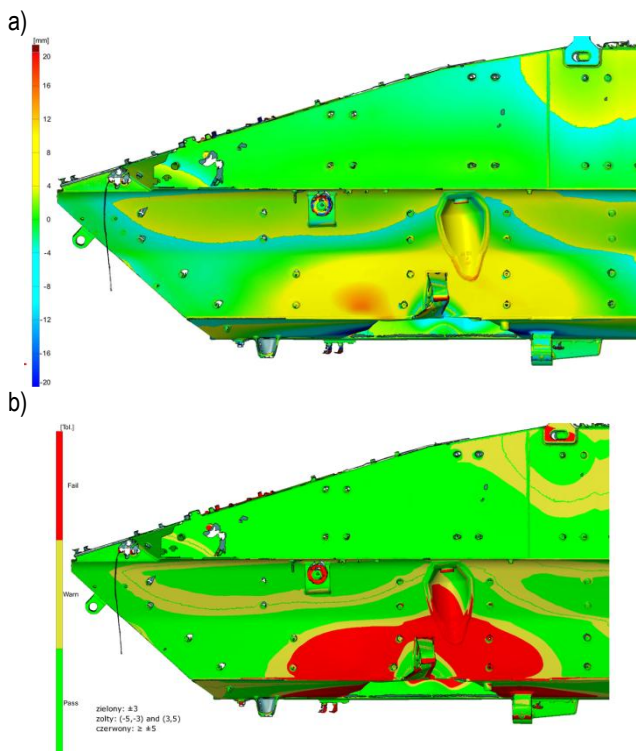 a)
[mm]
20
16
12
8
4
0
-4
-8
-12
-16
-20
b)
[Tol.]
Fail
Warn
Pass
zielony: ±3
zolty: (-5,-3) and (3,5)
czerwony: ≥ ±5